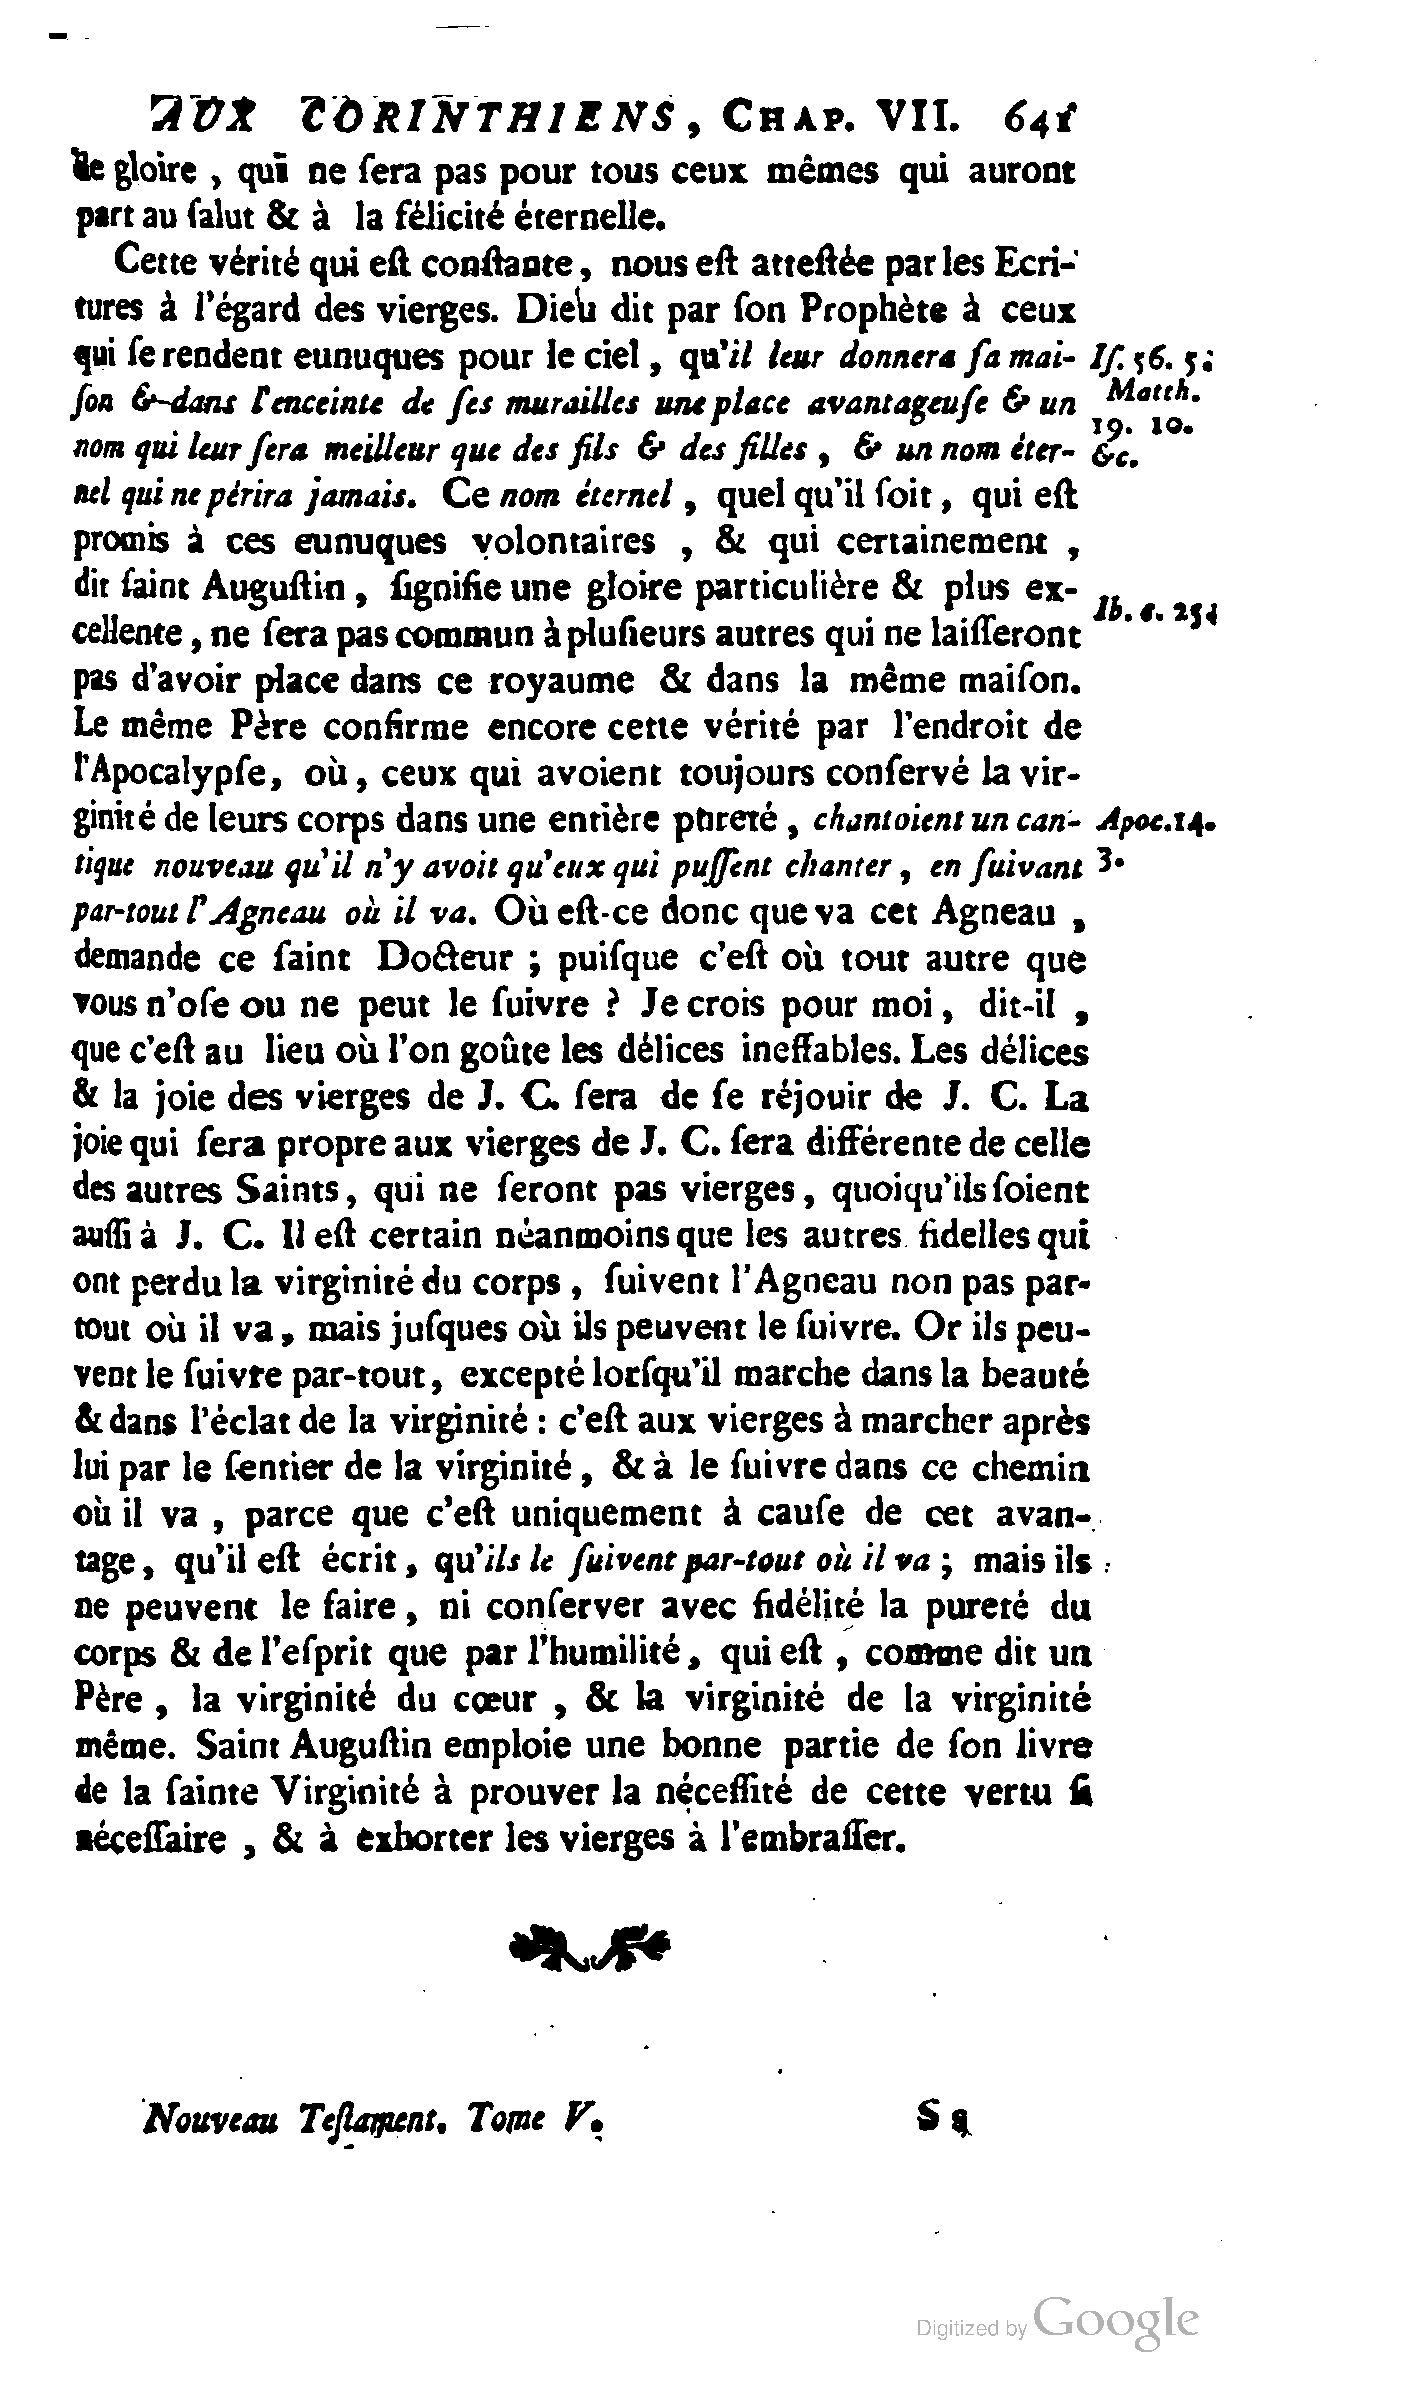 AUX CORINTHIENS, CHAP. VII. 641
de gloire, qui ne ſera pas pour tous ceux mêmes qui auront
part au ſalut & à la félicité éternelle.
Cette vérité qui eſt conſtante, nous eſt atteſtée par les Ecri-
tures à l'égard des vierges. Dieu dit par ſon Prophète à ceux
qui ſe rendent eunuques pour le ciel, qu'il leur donnera ſa mai-
Iſ. 56. 5;
ſon & dans l'enceinte de ſes murailles une place avantageuſe & un
Matth.
19. 10.
nom qui leur ſera meilleur que des fils & des filles, & un nom éter-
&c.
nel qui ne périra jamais. Ce nom éternel, quel qu'il ſoit, qui eſt
promis à ces eunuques volontaires, & qui certainement,
dit ſaint Auguſtin, ſignifie une gloire particulière & plus ex-
Ib. c. 25
cellente, ne ſera pas commun à pluſieurs autres qui ne laiſſeront
pas d'avoir place dans ce royaume & dans la même maiſon.
Le même Père confirme encore cette vérité par l'endroit de
l'Apocalypſe, où, ceux qui avoient toujours conſervé la vir-
ginité de leurs corps dans une entière pureté, chantoient un can-
Apoc. 14.
tique nouveau qu'il n'y avoit qu'eux qui puſſent chanter, en ſuivant
3.
par-tout l'Agneau où il va. Où eſt-ce donc que va cet Agneau,
demande ce ſaint Docteur; puiſque c'eſt où tout autre que
vous n'oſe ou ne peut le ſuivre? Je crois pour moi, dit-il,
que c'eſt au lieu où l'on goûte les délices ineffables. Les délices
& la joie des vierges de J. C. ſera de ſe réjouir de J. C. La
joie qui ſera propre aux vierges de J. C. ſera différente de celle
des autres Saints, qui ne ſeront pas vierges, quoiqu'ils ſoient
auſſi à J. C. Il eſt certain néanmoins que les autres fidelles qui
ont perdu la virginité du corps, ſuivent l'Agneau non pas par-
tout où il va, mais juſques où ils peuvent le ſuivre. Or ils peu-
vent le ſuivre par-tout, excepté lorſqu'il marche dans la beauté
& dans l'éclat de la virginité: c'eſt aux vierges à marcher après
lui par le ſentier de la virginité, & à le ſuivre dans ce chemin
où il va, parce que c'eſt uniquement à cauſe de cet avan-
tage, qu'il eſt écrit, qu'ils le ſuivent par-tout où il va; mais ils
ne peuvent le faire, ni conſerver avec fidélité la pureté du
corps & de l'eſprit que par l'humilité, qui eſt, comme dit un
Père, la virginité du cœur, & la virginité de la virginité
même. Saint Auguſtin emploie une bonne partie de ſon livre
de la ſainte Virginité à prouver la néceſſité de cette vertu ſi
néceſſaire, & à exhorter les vierges à l'embraſſer.
Nouveau Teſtament. Tome V.
S s
Digitized by Google